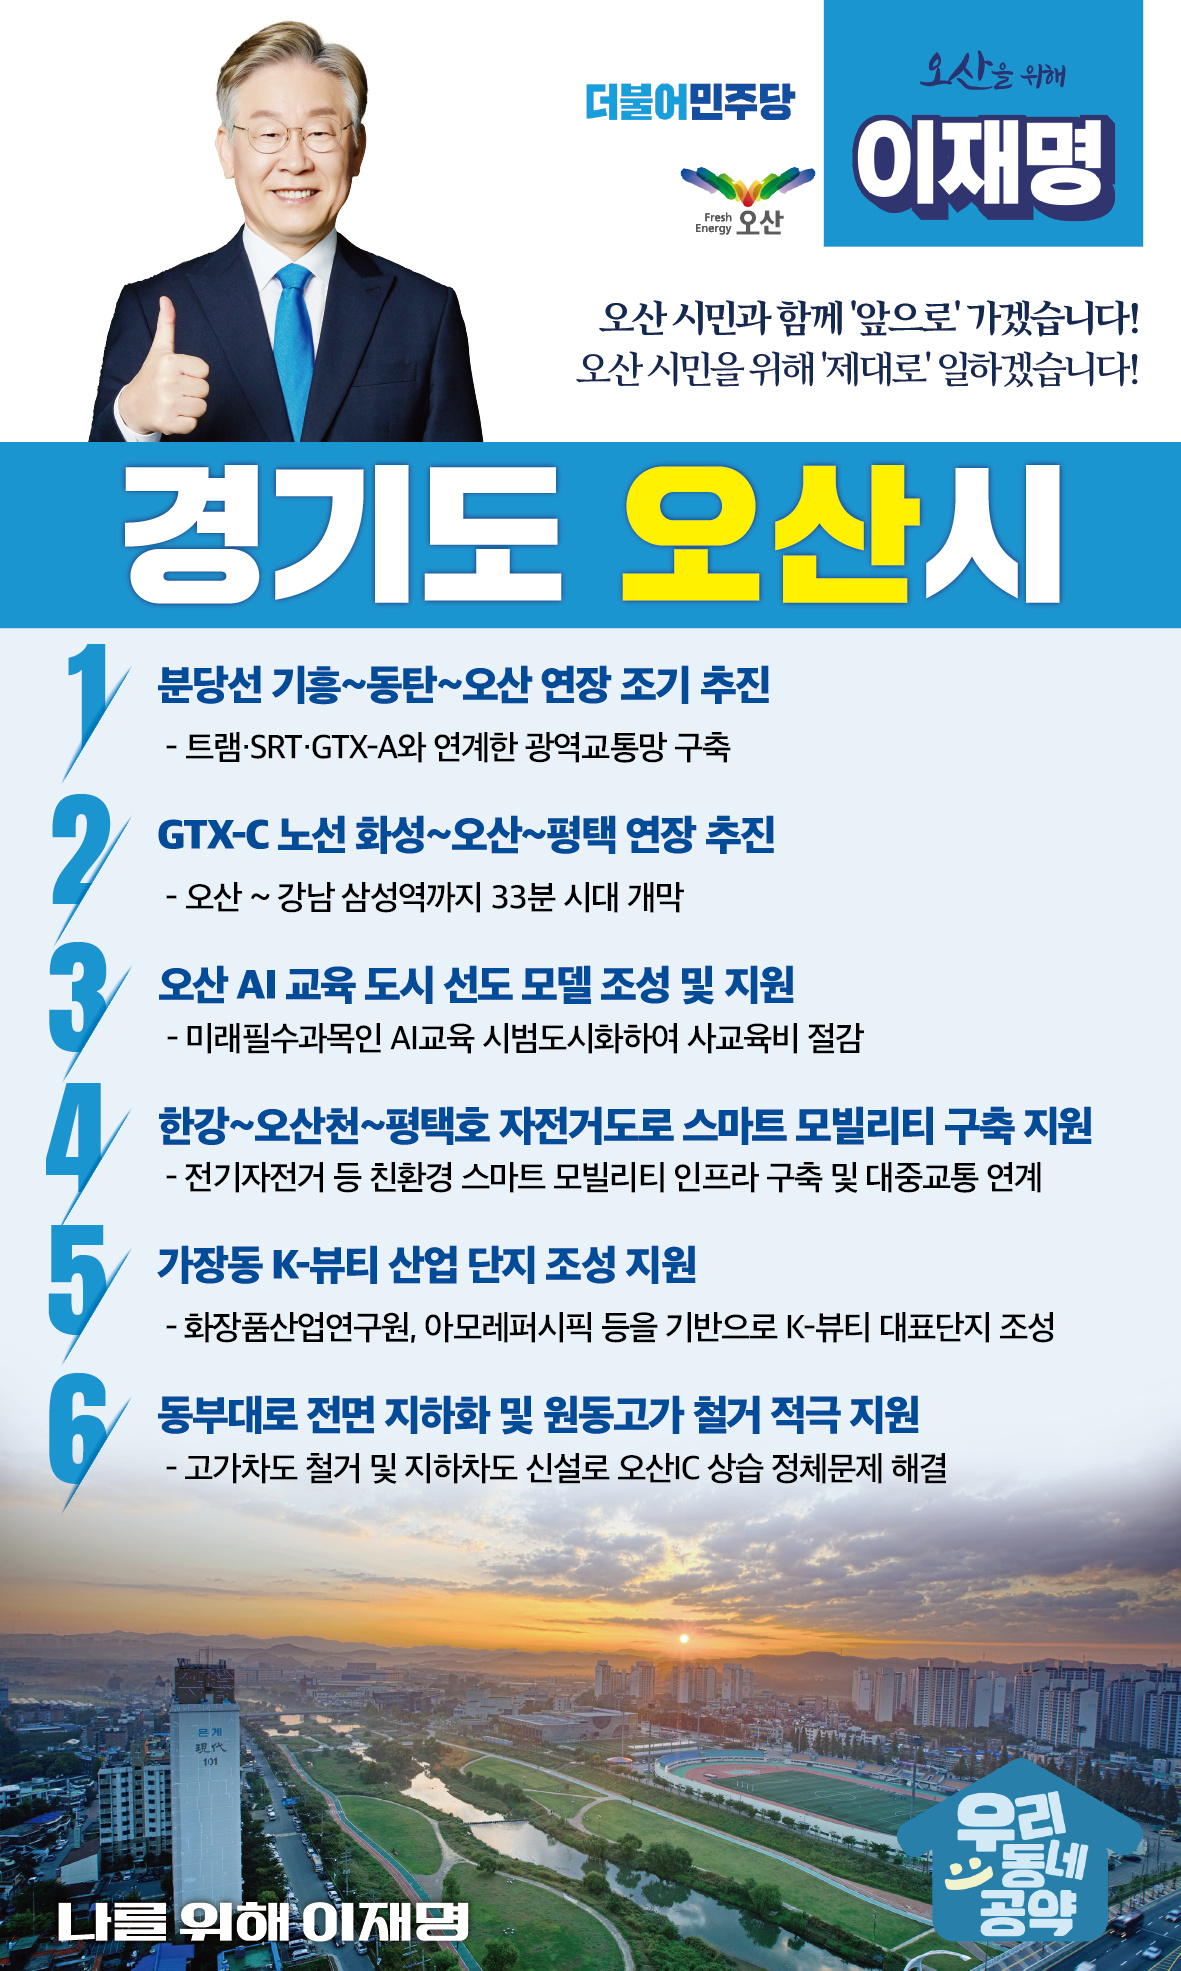 더불어민주당
오산을 위해
이재명
Fresh
Energy 오산
오산 시민과 함께 '앞으로' 가겠습니다!
오산 시민을 위해 '제대로' 일하겠습니다!
경기도 오산시
1
분당선 기흥~동탄~오산 연장 조기 추진
- 트램·SRT·GTX-A와 연계한 광역교통망 구축
2
GTX-C 노선 화성~오산~평택 연장 추진
- 오산 ~ 강남 삼성역까지 33분 시대 개막
3
오산 AI 교육 도시 선도 모델 조성 및 지원
- 미래필수과목인 AI교육 시범도시화하여 사교육비 절감
4
한강~오산천~평택호 자전거도로 스마트 모빌리티 구축 지원
- 전기자전거 등 친환경 스마트 모빌리티 인프라 구축 및 대중교통 연계
5
가장동 K-뷰티 산업 단지 조성 지원
- 화장품산업연구원, 아모레퍼시픽 등을 기반으로 K-뷰티 대표단지 조성
6
동부대로 전면 지하화 및 원동고가 철거 적극 지원
- 고가차도 철거 및 지하차도 신설로 오산IC 상습 정체문제 해결
은계
現代
101
우리
동네
공약
나를 위해 이재명